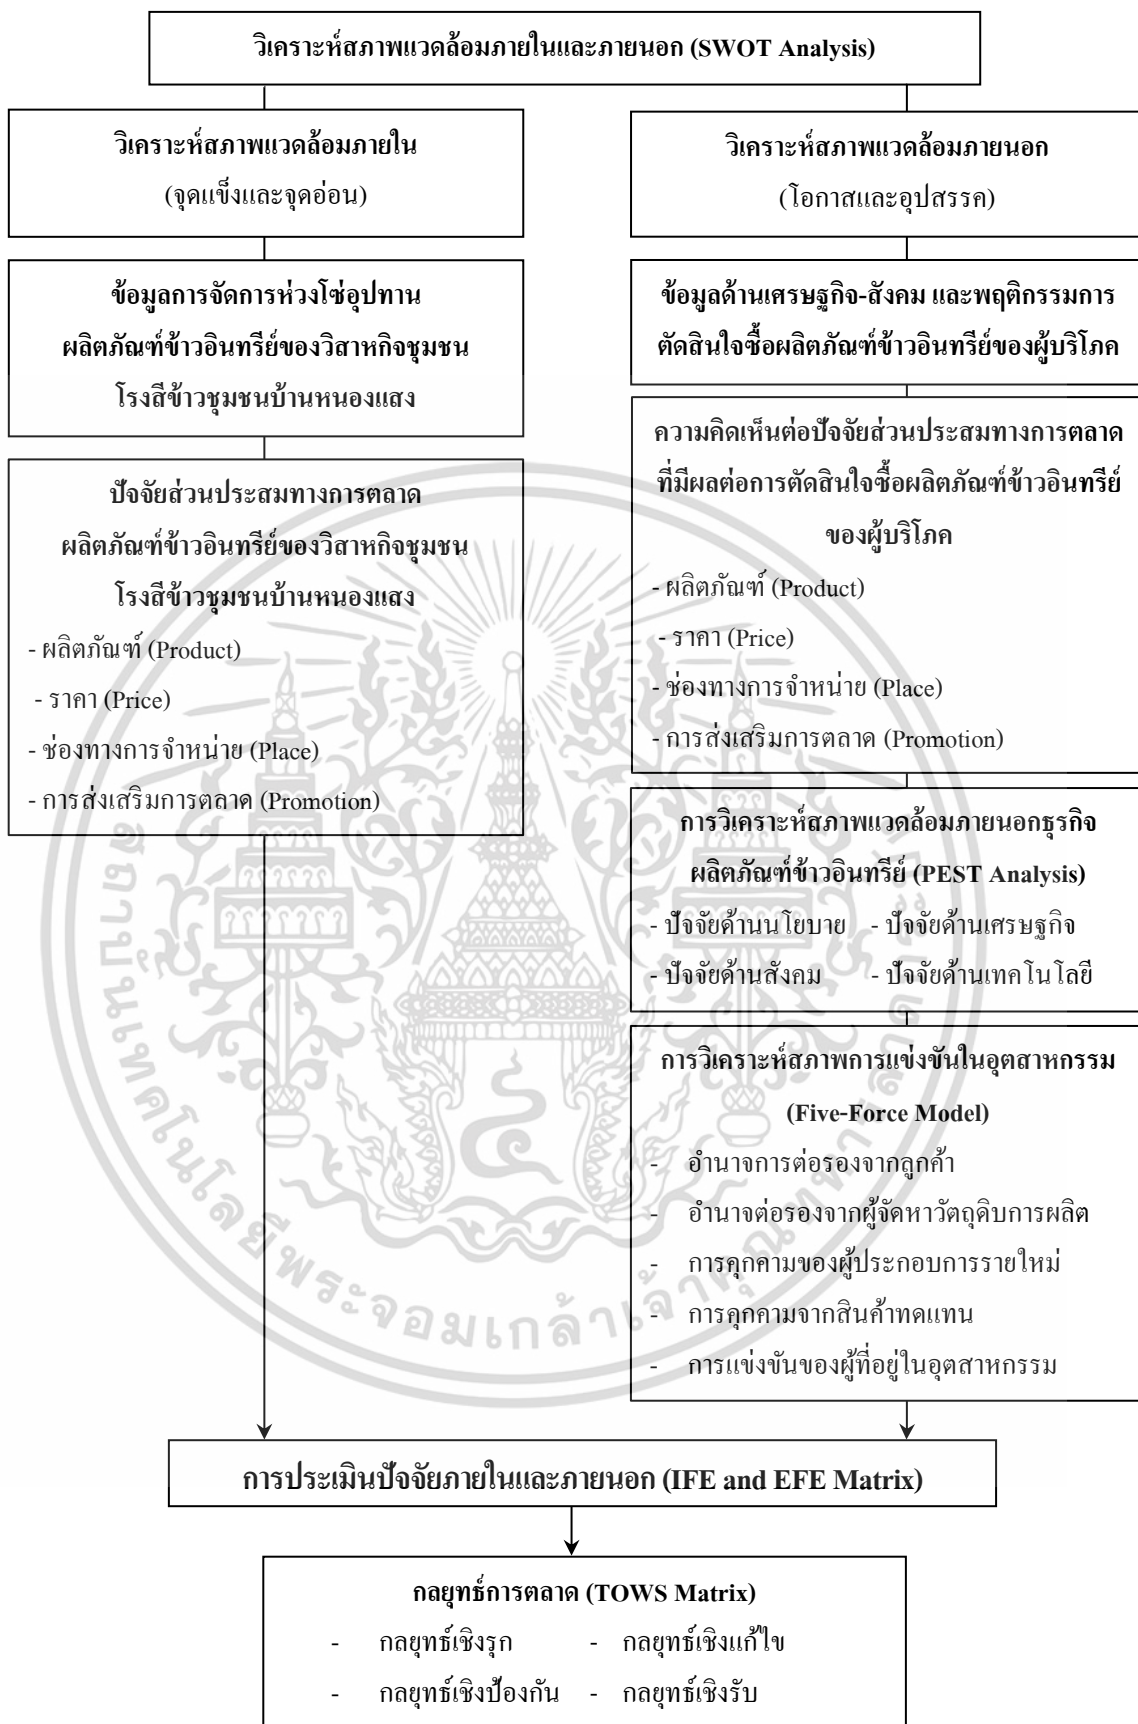 วิเคราะห์สภาพแวดล้อมภายในและภายนอก (SWOT Analysis)
วิเคราะห์สภาพแวดล้อมภายใน
(จุดแข็งและจุดอ่อน)
ข้อมูลการจัดการห่วงโซ่อุปทาน
ผลิตภัณฑ์ข้าวอินทรีย์ของวิสาหกิจชุมชน
โรงสีข้าวชุมชนบ้านหนองแสง
ปัจจัยส่วนประสมทางการตลาด
ผลิตภัณฑ์ข้าวอินทรีย์ของวิสาหกิจชุมชน
โรงสีข้าวชุมชนบ้านหนองแสง
- ผลิตภัณฑ์ (Product)
- ราคา (Price)
- ช่องทางการจำหน่าย (Place)
- การส่งเสริมการตลาด (Promotion)
วิเคราะห์สภาพแวดล้อมภายนอก
(โอกาสและอุปสรรค)
ข้อมูลด้านเศรษฐกิจ-สังคม และพฤติกรรมการ
ตัดสินใจซื้อผลิตภัณฑ์ข้าวอินทรีย์ของผู้บริโภค
ความคิดเห็นต่อปัจจัยส่วนประสมทางการตลาด
ที่มีผลต่อการตัดสินใจซื้อผลิตภัณฑ์ข้าวอินทรีย์
ของผู้บริโภค
- ผลิตภัณฑ์ (Product)
- ราคา (Price)
- ช่องทางการจำหน่าย (Place)
- การส่งเสริมการตลาด (Promotion)
การวิเคราะห์สภาพแวดล้อมภายนอกธุรกิจ
ผลิตภัณฑ์ข้าวอินทรีย์ (PEST Analysis)
- ปัจจัยด้านนโยบาย - ปัจจัยด้านเศรษฐกิจ
- ปัจจัยด้านสังคม - ปัจจัยด้านเทคโนโลยี
การวิเคราะห์สภาพการแข่งขันในอุตสาหกรรม
(Five-Force Model)
- อำนาจการต่อรองจากลูกค้า
- อำนาจต่อรองจากผู้จัดหาวัตถุดิบการผลิต
- การคุกคามของผู้ประกอบการรายใหม่
- การคุกคามจากสินค้าทดแทน
- การแข่งขันของผู้ที่อยู่ในอุตสาหกรรม
การประเมินปัจจัยภายในและภายนอก (IFE and EFE Matrix)
กลยุทธ์การตลาด (TOWS Matrix)
- กลยุทธ์เชิงรุก - กลยุทธ์เชิงแก้ไข
- กลยุทธ์เชิงป้องกัน - กลยุทธ์เชิงรับ
สถาบันเทคโนโลยีพระจอมเกล้าเจ้าคุณทหารลาดกระบัง